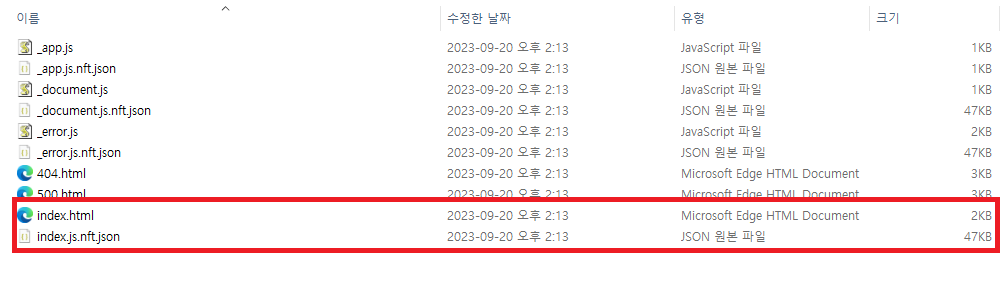 이름 수정한 날짜 유형 크기
_app.js 2023-09-20 오후 2:13 JavaScript 파일 1KB
_app.js.nft.json 2023-09-20 오후 2:13 JSON 원본 파일 1KB
_document.js 2023-09-20 오후 2:13 JavaScript 파일 1KB
_document.js.nft.json 2023-09-20 오후 2:13 JSON 원본 파일 47KB
_error.js 2023-09-20 오후 2:13 JavaScript 파일 2KB
_error.js.nft.json 2023-09-20 오후 2:13 JSON 원본 파일 47KB
404.html 2023-09-20 오후 2:13 Microsoft Edge HTML Document 3KB
500.html 2023-09-20 오후 2:13 Microsoft Edge HTML Document 3KB
index.html 2023-09-20 오후 2:13 Microsoft Edge HTML Document 2KB
index.js.nft.json 2023-09-20 오후 2:13 JSON 원본 파일 47KB